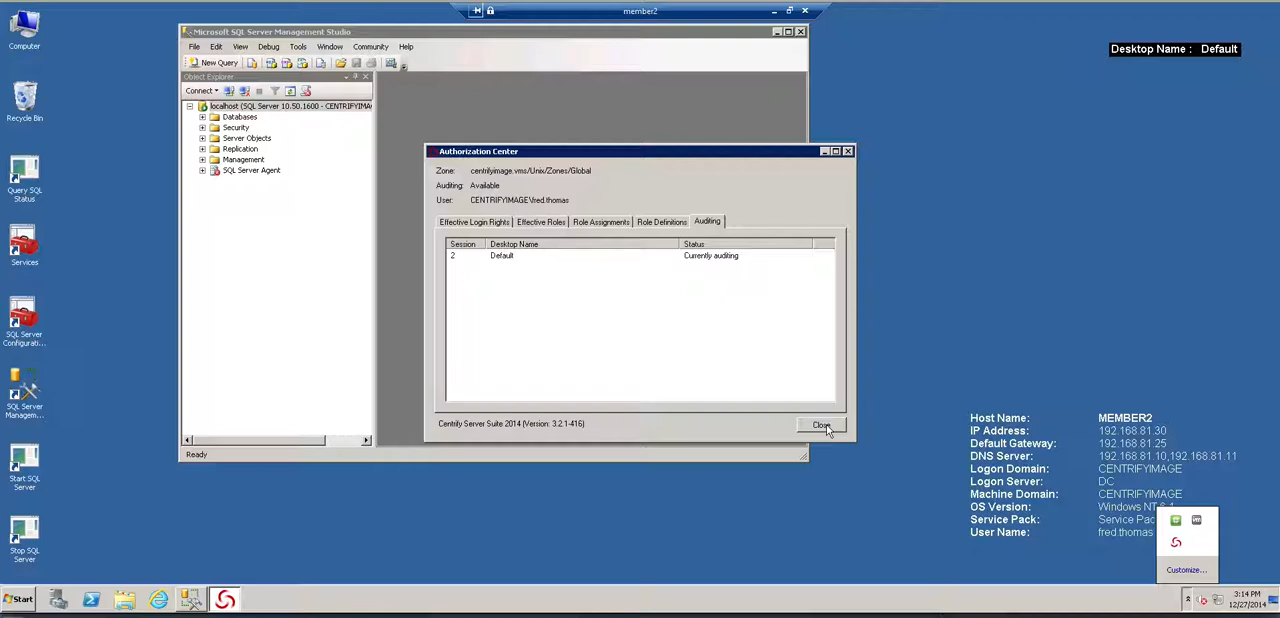 member2
Computer
Recycle Bin
Query SQL
Status
Services
SQL Server
Configurati...
SQL Server
Managem...
Start SQL
Server
Stop SQL
Server
Microsoft SQL Server Management Studio
File Edit View Debug Tools Window Community Help
New Query
Object Explorer
Connect
localhost (SQL Server 10.50.1600 - CENTRIFYIMA
Databases
Security
Server Objects
Replication
Management
SQL Server Agent
Ready
Authorization Center
Zone: centrifyimage.vms/Unix/Zones/Global
Auditing: Available
User: CENTRIFYIMAGE\fred.thomas
Effective Login Rights Effective Roles Role Assignments Role Definitions Auditing
Session Desktop Name Status
2 Default Currently auditing
Centrify Server Suite 2014 (Version: 3.2.1-416)
Close
Desktop Name : Default
Host Name: MEMBER2
IP Address: 192.168.81.30
Default Gateway: 192.168.81.25
DNS Server: 192.168.81.10,192.168.81.11
Logon Domain: CENTRIFYIMAGE
Logon Server: DC
Machine Domain: CENTRIFYIMAGE
OS Version: Windows NT 6.1
Service Pack: Service Pac
User Name: fred.thomas
Customize...
Start
3:14 PM
12/27/2014